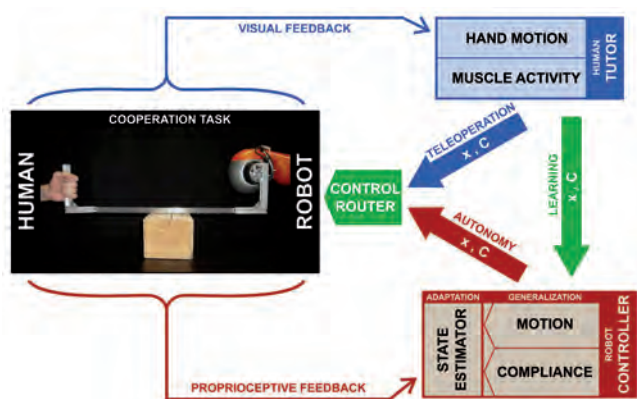 VISUAL FEEDBACK
HAND MOTION
MUSCLE ACTIVITY
HUMAN
TUTOR
COOPERATION TASK
HUMAN
ROBOT
CONTROL
ROUTER
TELEOPERATION
x , C
LEARNING
x, C
AUTONOMY
x , C
ADAPTATION
GENERALIZATION
STATE
ESTIMATOR
MOTION
COMPLIANCE
ROBOT
CONTROLLER
PROPRIOCEPTIVE FEEDBACK